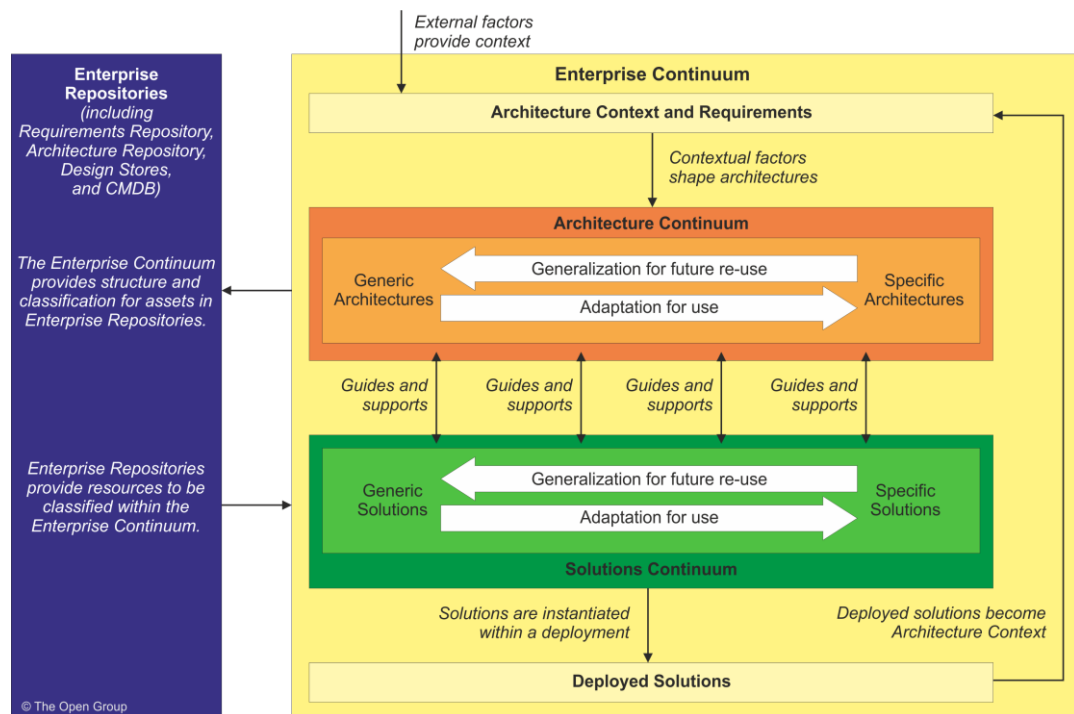 External factors
provide context
Enterprise
Repositories
(including
Requirements Repository,
Architecture Repository,
Design Stores,
and CMDB)
The Enterprise Continuum
provides structure and
classification for assets in
Enterprise Repositories.
Enterprise Repositories
provide resources to be
classified within the
Enterprise Continuum.
© The Open Group
Enterprise Continuum
Architecture Context and Requirements
Contextual factors
shape architectures
Architecture Continuum
Generic
Architectures
Generalization for future re-use
Adaptation for use
Specific
Architectures
Guides and
supports
Guides and
supports
Guides and
supports
Guides and
supports
Generic
Solutions
Generalization for future re-use
Adaptation for use
Specific
Solutions
Solutions Continuum
Solutions are instantiated
within a deployment
Deployed solutions become
Architecture Context
Deployed Solutions